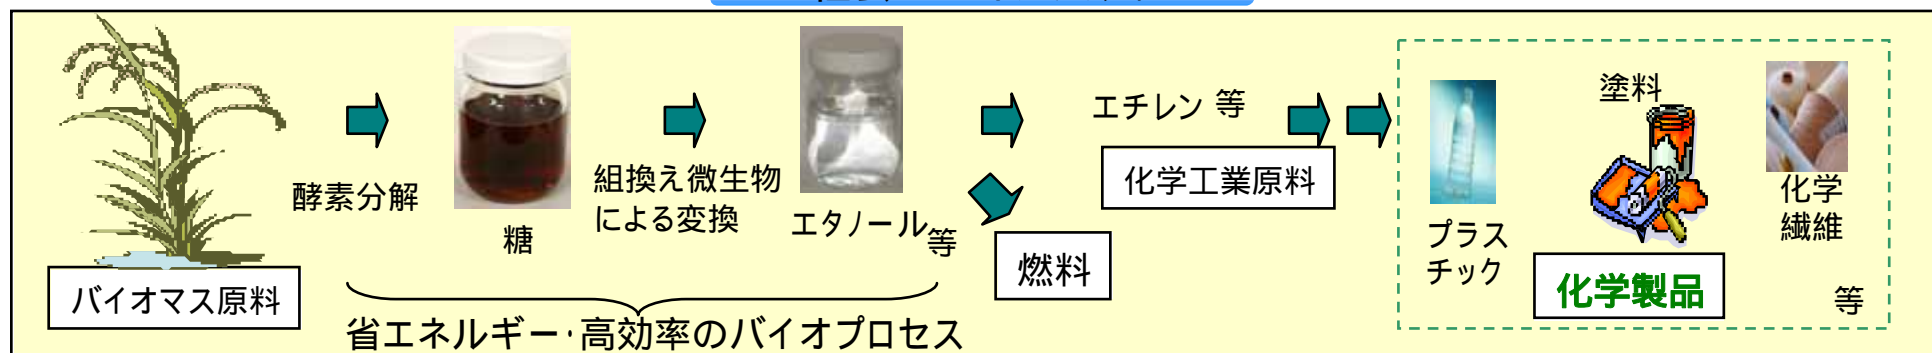 バイオマス原料
酵素分解
糖
組換え微生物
による変換
エタノール等
省エネルギー・高効率のバイオプロセス
燃料
エチレン 等
化学工業原料
プラス
チック
塗料
化学
繊維
化学製品
等